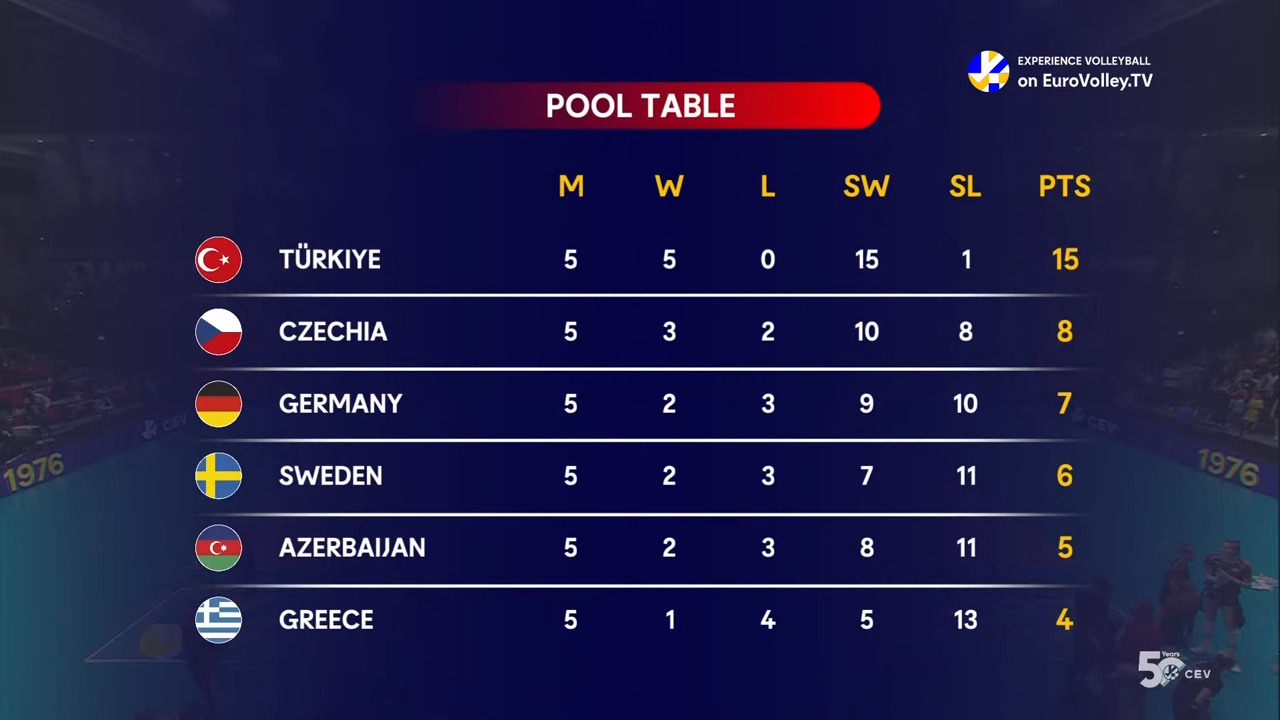 EXPERIENCE VOLLEYBALL
on EuroVolley.TV
POOL TABLE
M W L SW SL PTS
TÜRKIYE 5 5 0 15 1 15
CZECHIA 5 3 2 10 8 8
GERMANY 5 2 3 9 10 7
SWEDEN 5 2 3 7 11 6
AZERBAIJAN 5 2 3 8 11 5
GREECE 5 1 4 5 13 4
CEV
CEV
1976
1976
50 Years CEV